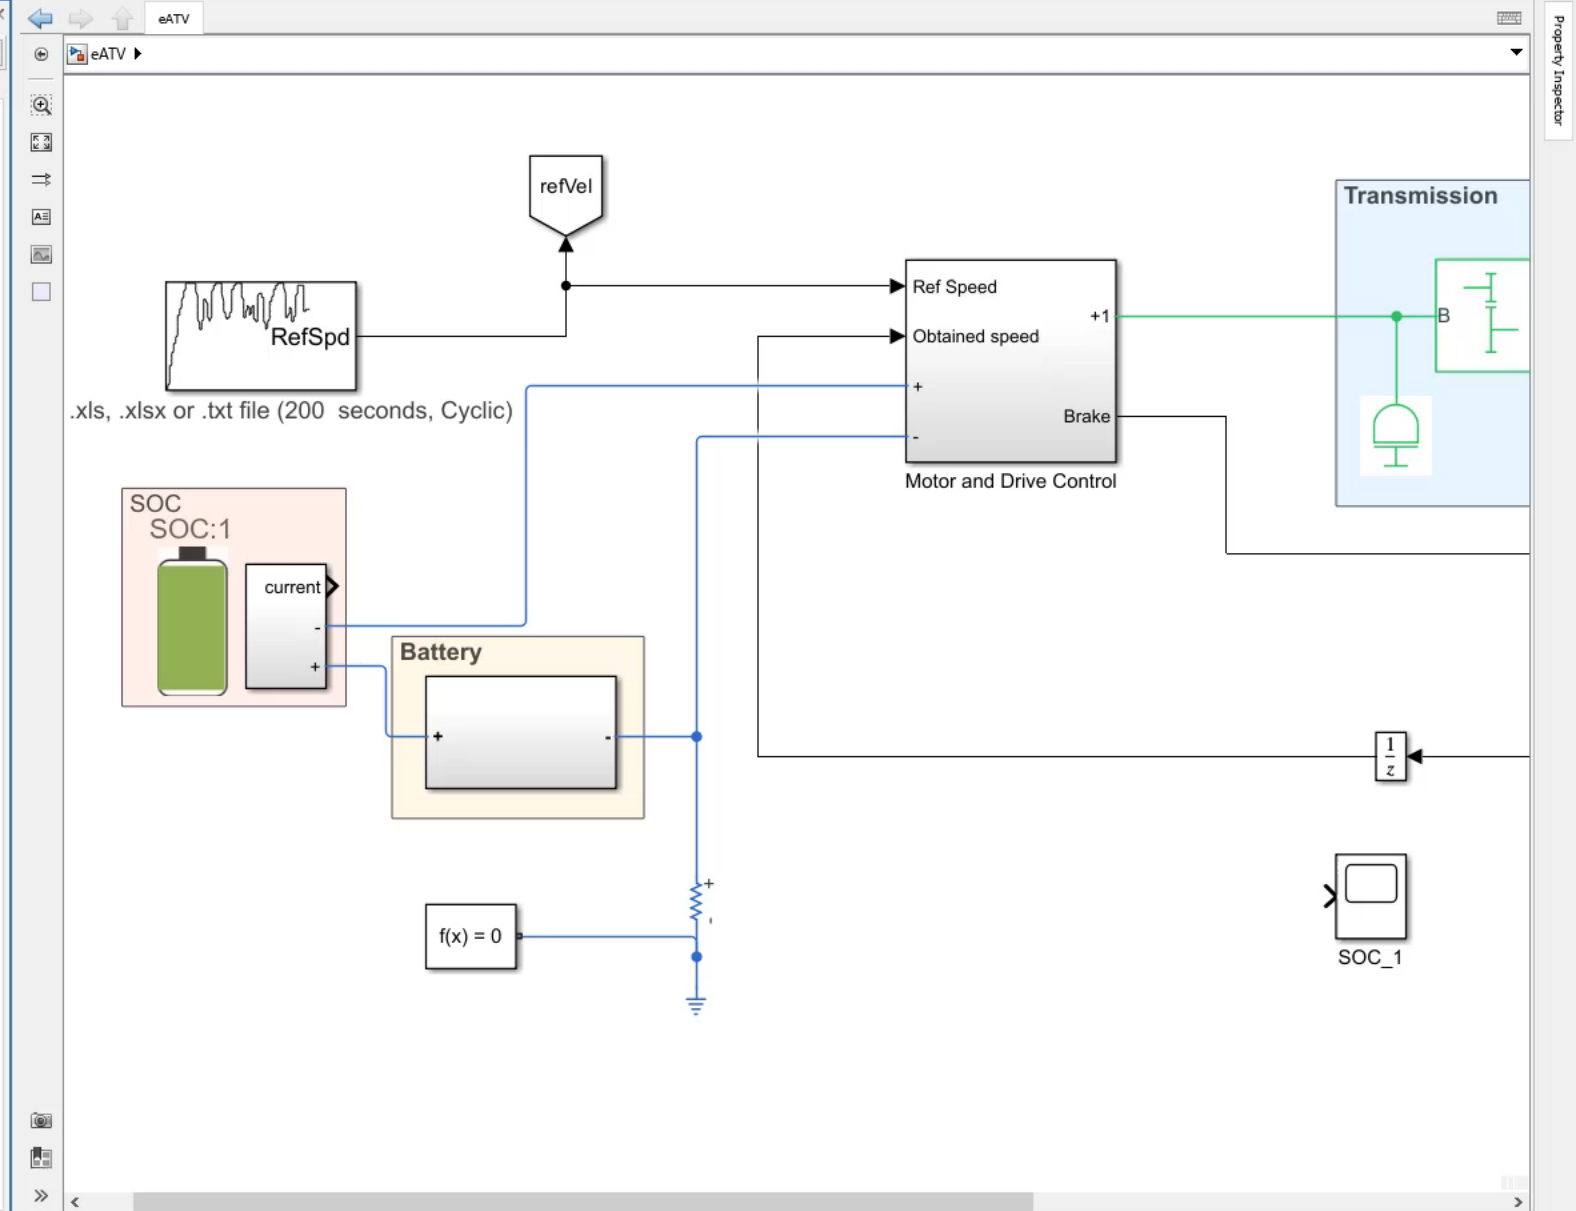 eATV
eATV
Property Inspector
refVel
RefSpd
.xls, .xlsx or .txt file (200 seconds, Cyclic)
Ref Speed
Obtained speed
+
-
+1
Brake
Motor and Drive Control
Transmission
B
SOC
SOC:1
current
-
+
Battery
+
-
+
-
f(x) = 0
1
z
SOC_1